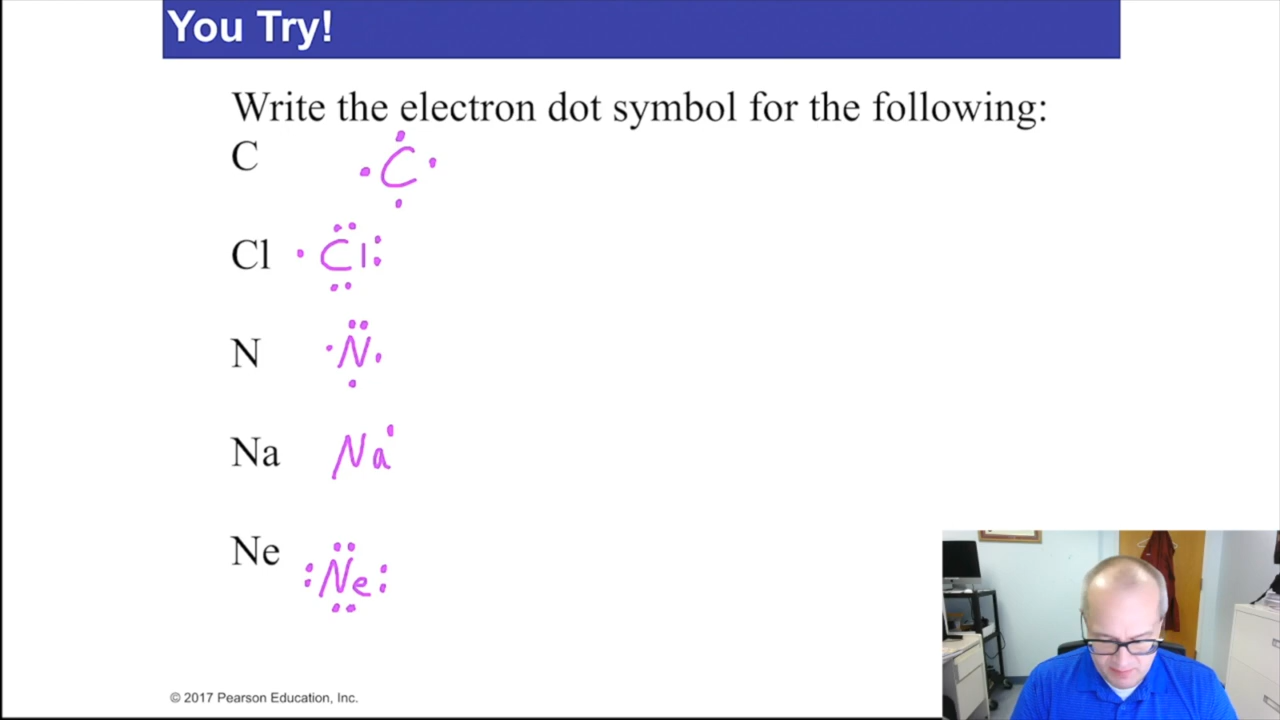 You Try!
Write the electron dot symbol for the following:
C C
Cl Cl
N N
Na Na
Ne Ne
© 2017 Pearson Education, Inc.